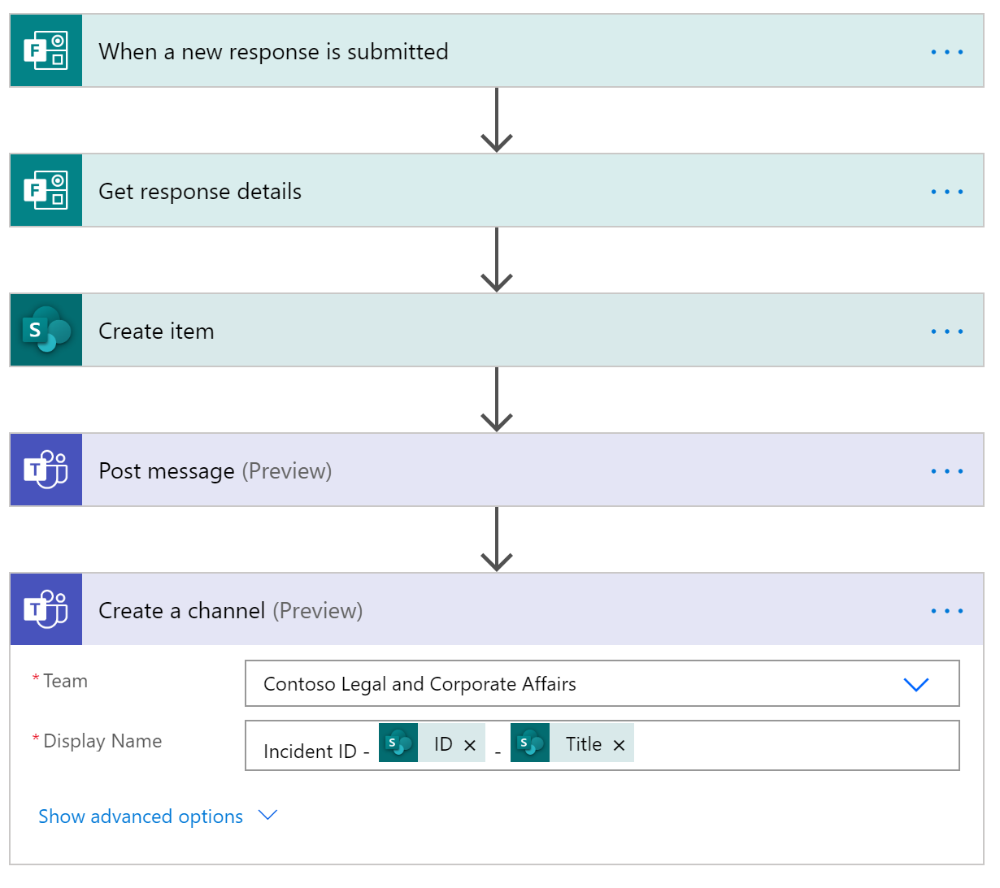 F
When a new response is submitted
F
Get response details
S
Create item
T
Post message (Preview)
T
Create a channel (Preview)
* Team
Contoso Legal and Corporate Affairs
* Display Name
Incident ID - S ID × - S Title ×
Show advanced options